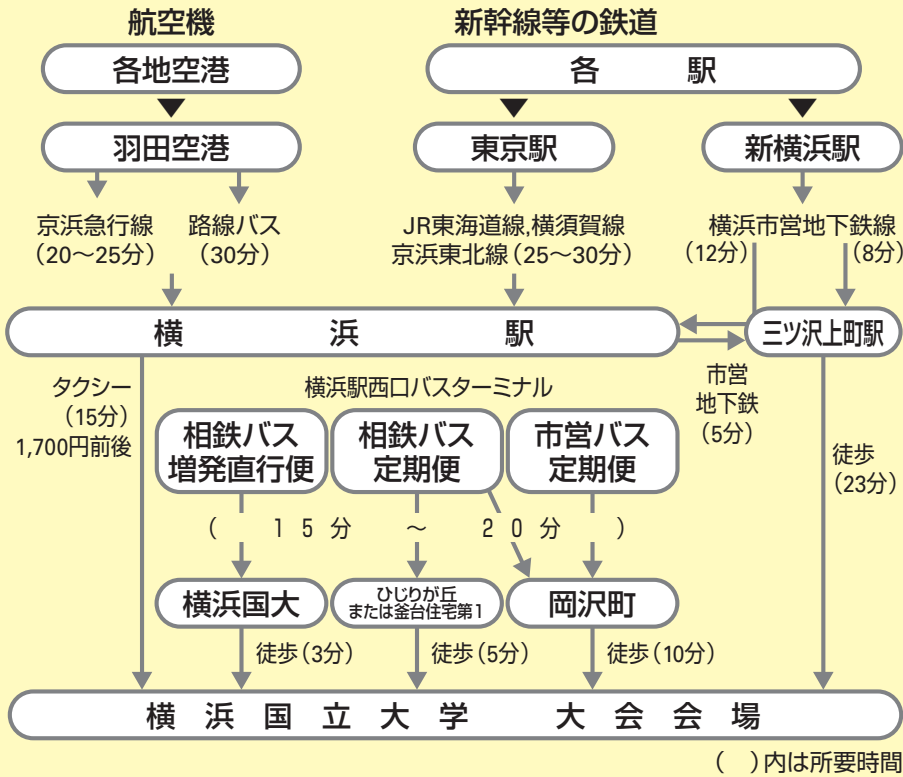 航空機
新幹線等の鉄道
各地空港
各 駅
羽田空港
東京駅
新横浜駅
京浜急行線
(20〜25分)
路線バス
(30分)
JR東海道線,横須賀線
京浜東北線(25〜30分)
横浜市営地下鉄線
(12分)
(8分)
横 浜 駅
三ツ沢上町駅
タクシー
(15分)
1,700円前後
横浜駅西口バスターミナル
市営
地下鉄
(5分)
相鉄バス
増発直行便
相鉄バス
定期便
市営バス
定期便
徒歩
(23分)
( 15分 〜 20分 )
横浜国大
ひじりが丘
または釜台住宅第1
岡沢町
徒歩(3分)
徒歩(5分)
徒歩(10分)
横 浜 国 立 大 学 大 会 会 場
( )内は所要時間